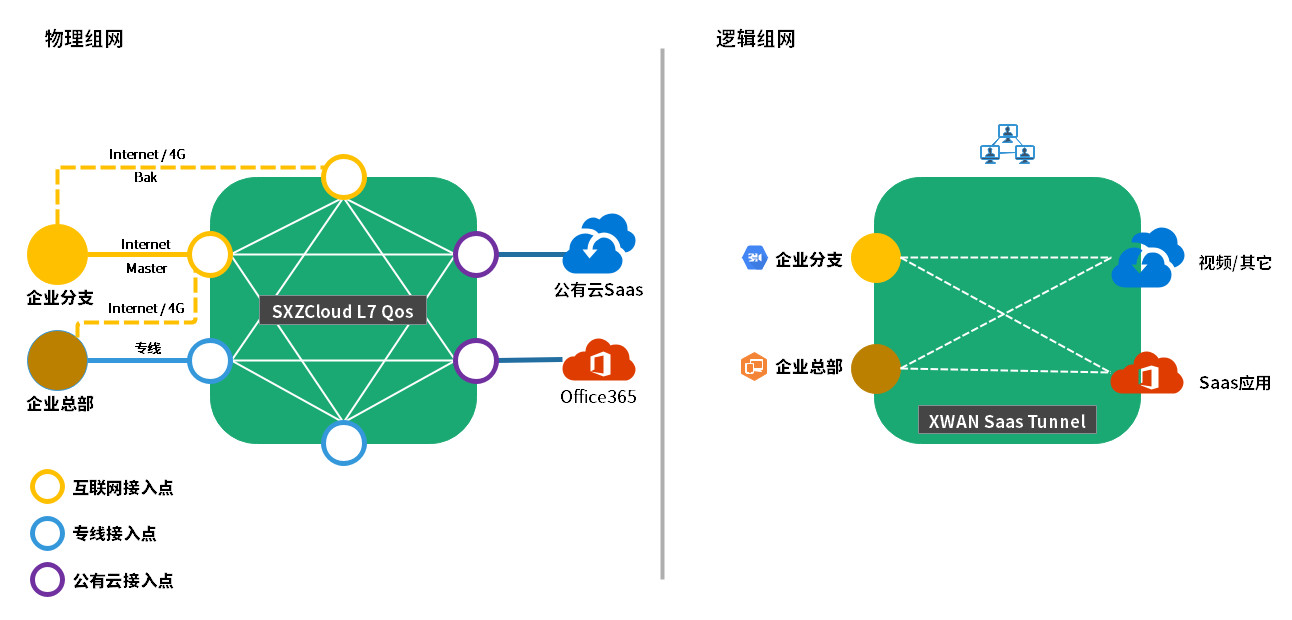 物理组网
Internet / 4G
Bak
Internet
Master
企业分支
Internet / 4G
专线
企业总部
SXZCloud L7 Qos
公有云Saas
Office365
互联网接入点
专线接入点
公有云接入点
逻辑组网
企业分支
企业总部
视频/其它
Saas应用
XWAN Saas Tunnel